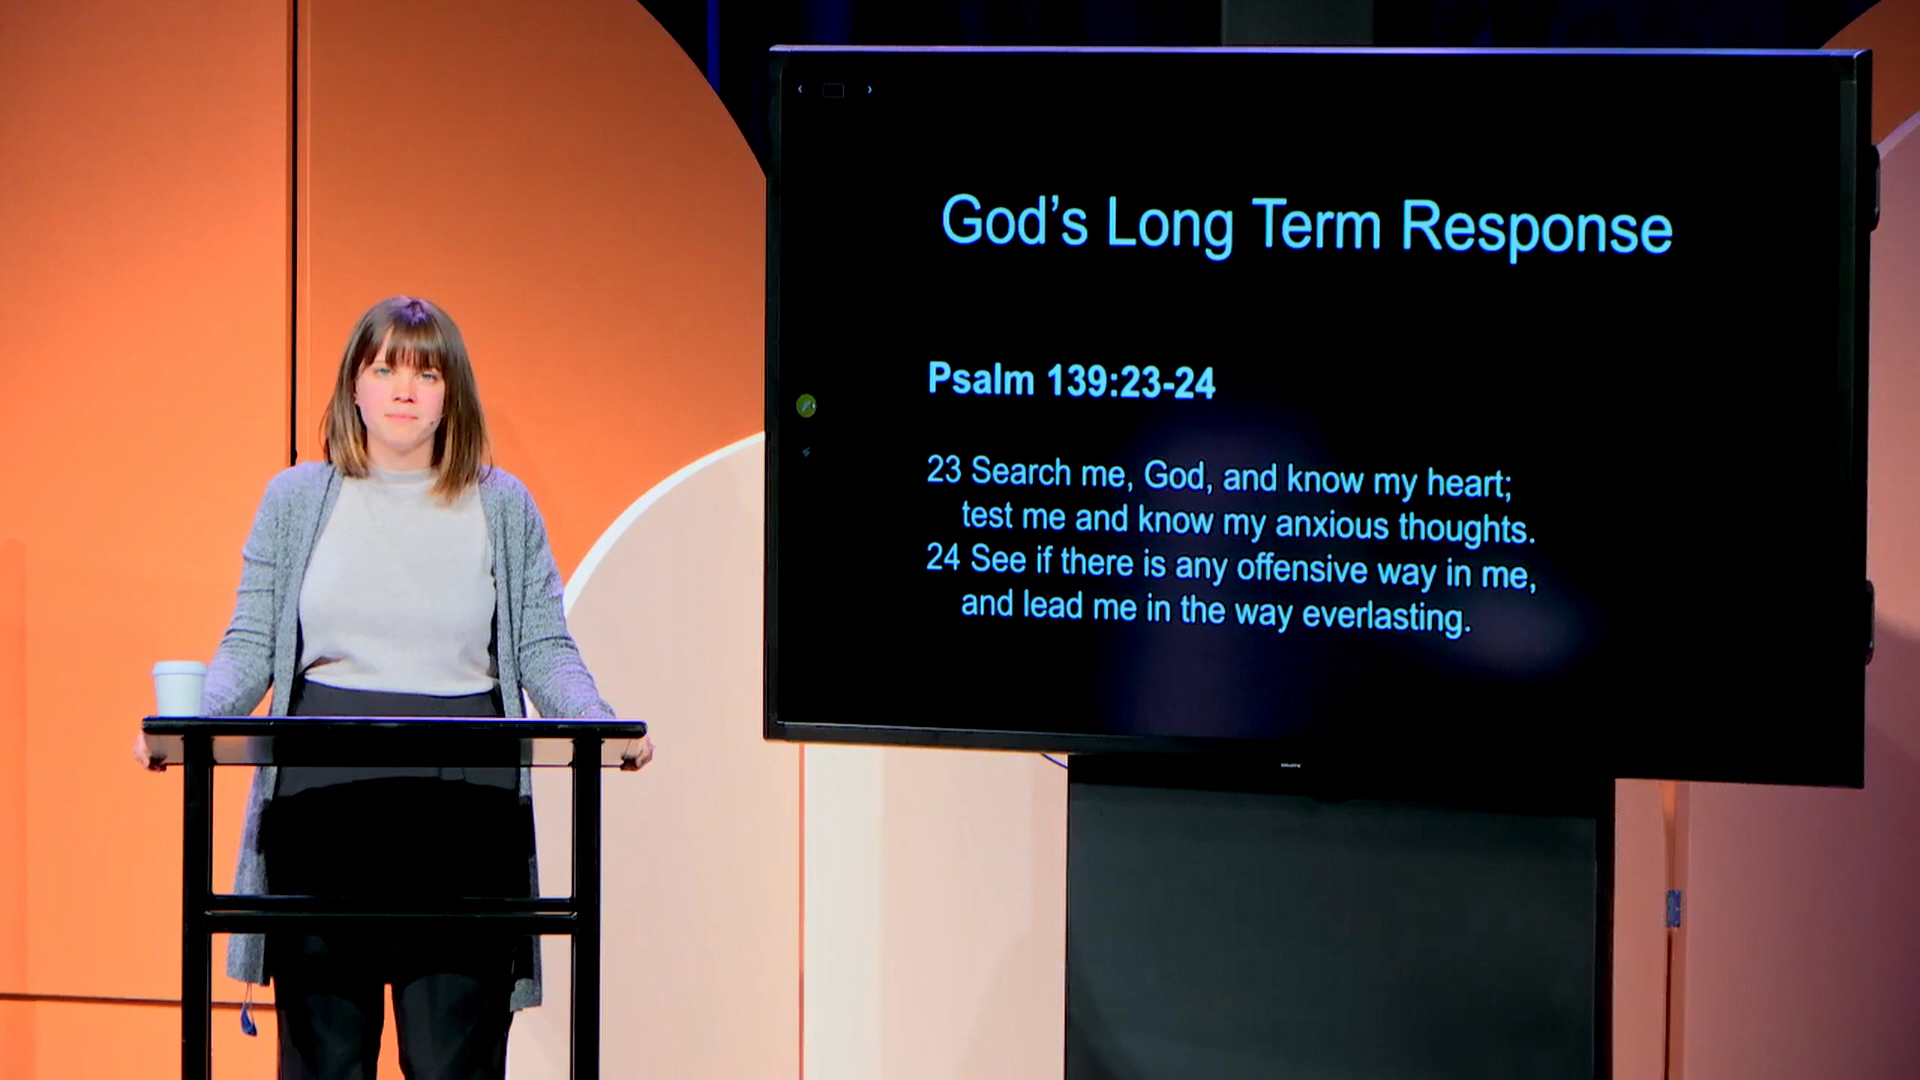 God’s Long Term Response
Psalm 139:23-24
23 Search me, God, and know my heart;
test me and know my anxious thoughts.
24 See if there is any offensive way in me,
and lead me in the way everlasting.